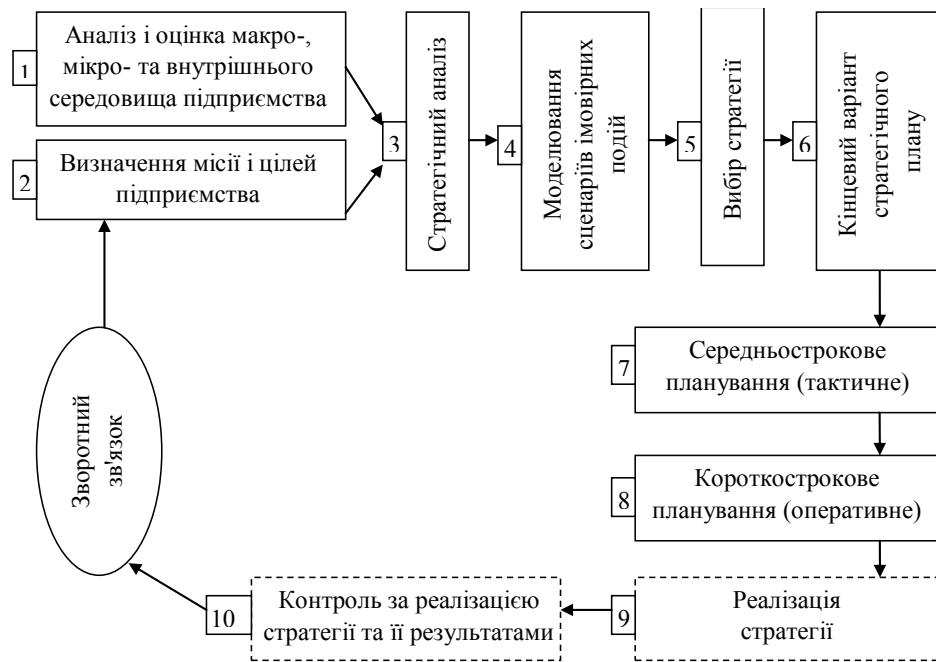 1
Аналіз і оцінка макро-,
мікро- та внутрішнього
середовища підприємства
2
Визначення місії і цілей
підприємства
3
Стратегічний аналіз
4
Моделювання
сценаріїв імовірних
подій
5
Вибір стратегії
6
Кінцевий варіант
стратегічного
плану
7
Середньострокове
планування (тактичне)
8
Короткострокове
планування (оперативне)
9
Реалізація
стратегії
10
Контроль за реалізацією
стратегії та її результатами
Зворотний
зв'язок